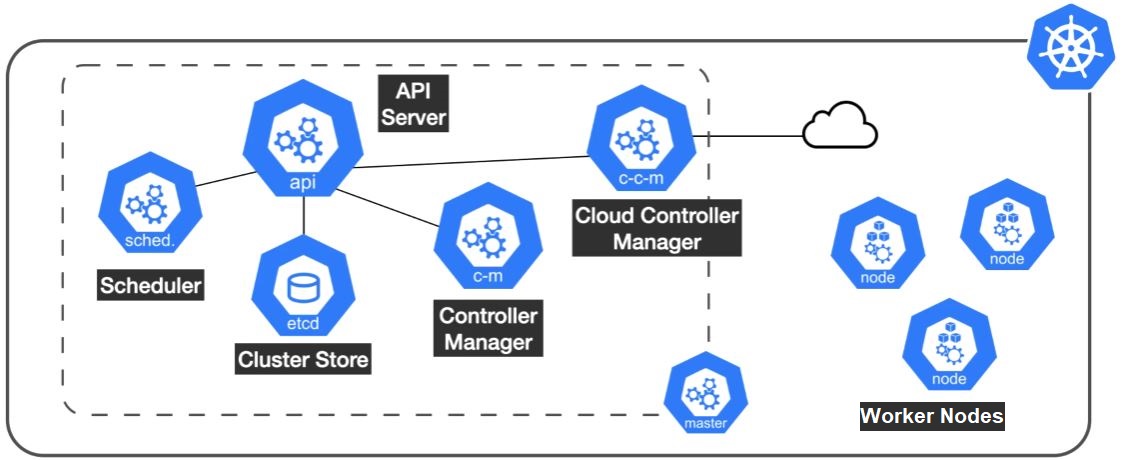 API
Server
api
c-c-m
Cloud Controller
Manager
sched.
Scheduler
etcd
Cluster Store
c-m
Controller
Manager
master
node
node
node
Worker Nodes